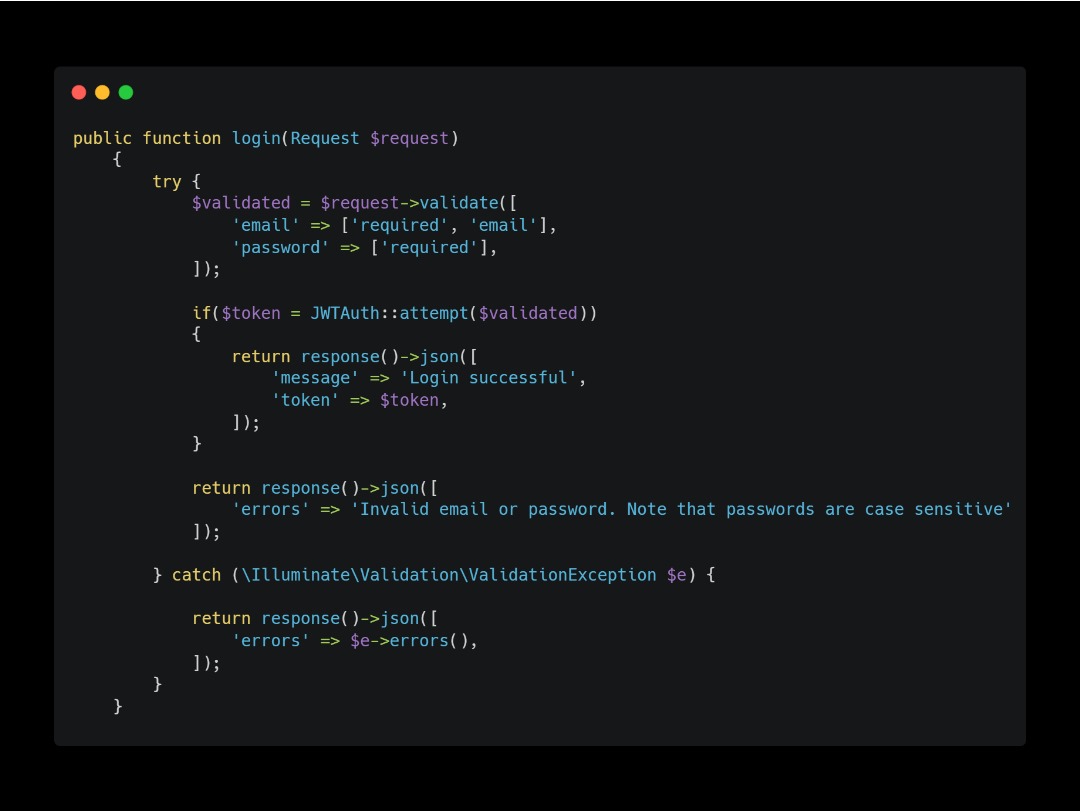 public function login(Request $request)
    {
        try {
            $validated = $request->validate([
                'email' => ['required', 'email'],
                'password' => ['required'],
            ]);

            if($token = JWTAuth::attempt($validated))
            {
                return response()->json([
                    'message' => 'Login successful',
                    'token' => $token,
                ]);
            }

            return response()->json([
                'errors' => 'Invalid email or password. Note that passwords are case sensitive'
            ]);

        } catch (\Illuminate\Validation\ValidationException $e) {

            return response()->json([
                'errors' => $e->errors(),
            ]);
        }
    }